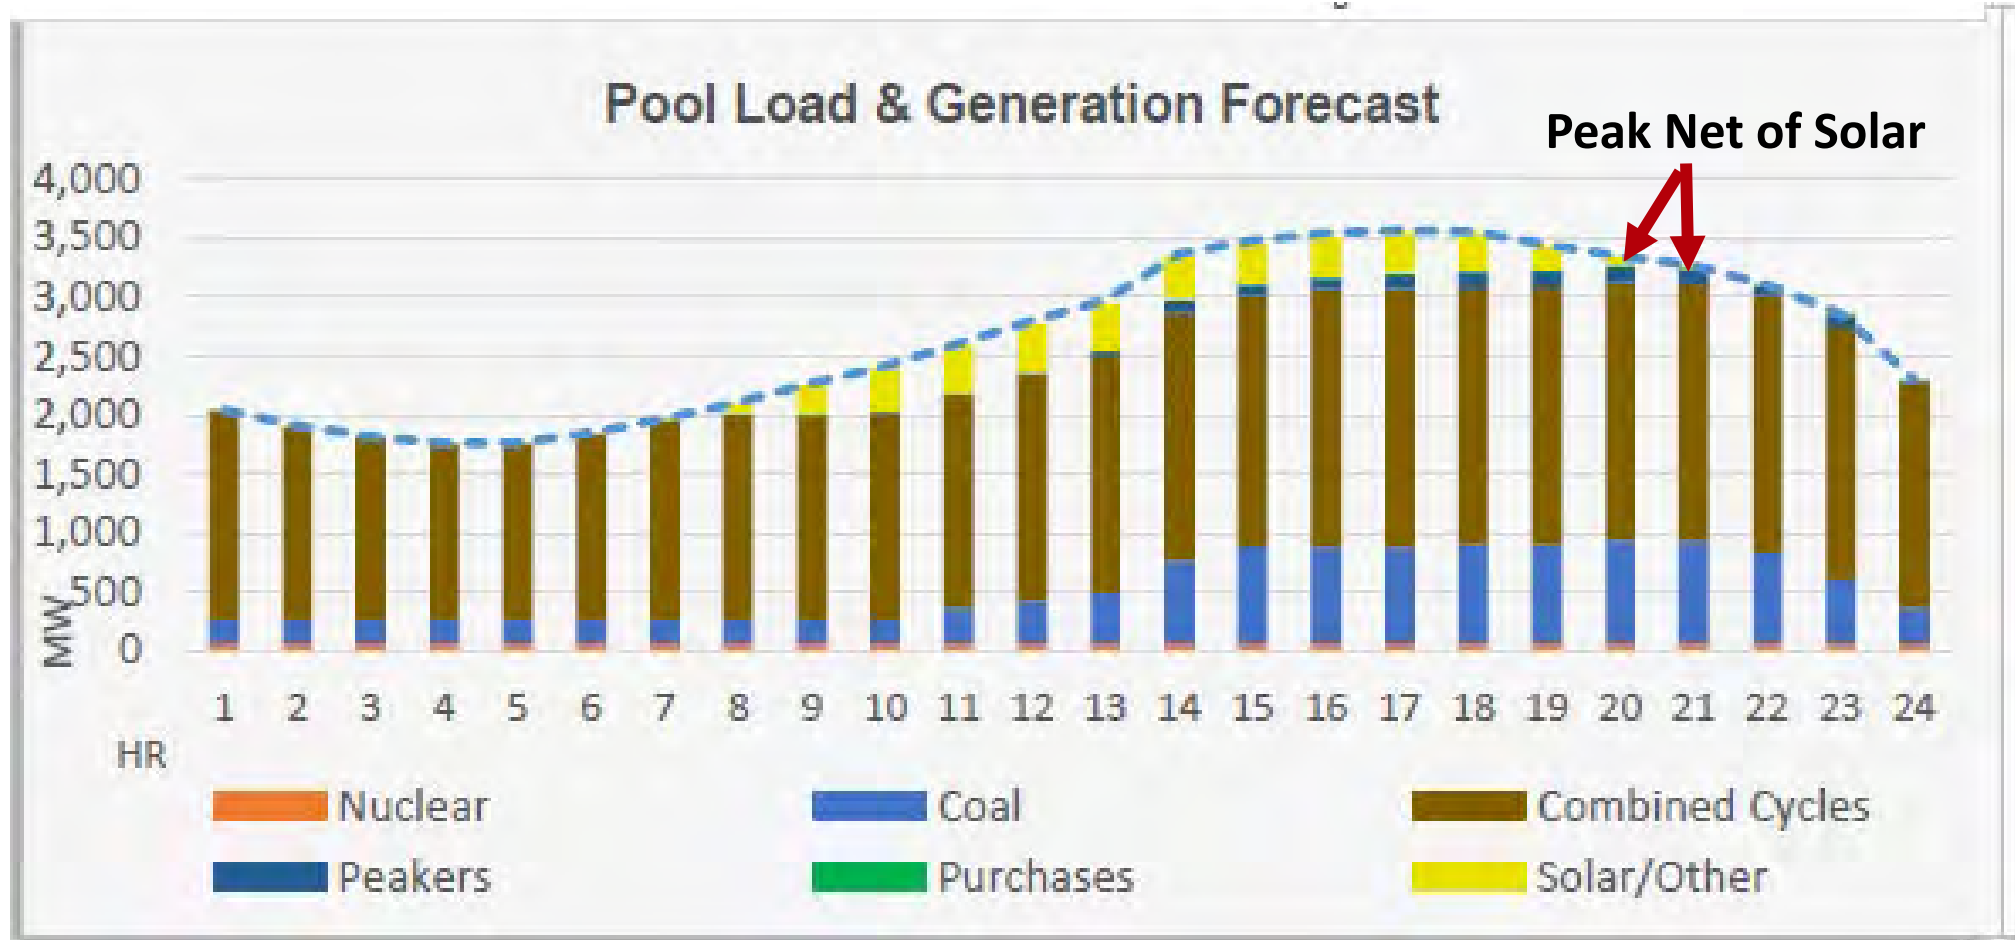 Pool Load & Generation Forecast
Peak Net of Solar
4,000
3,500
3,000
2,500
2,000
1,500
1,000
500
0
MW
1 2 3 4 5 6 7 8 9 10 11 12 13 14 15 16 17 18 19 20 21 22 23 24
HR
Nuclear Coal Combined Cycles
Peakers Purchases Solar/Other